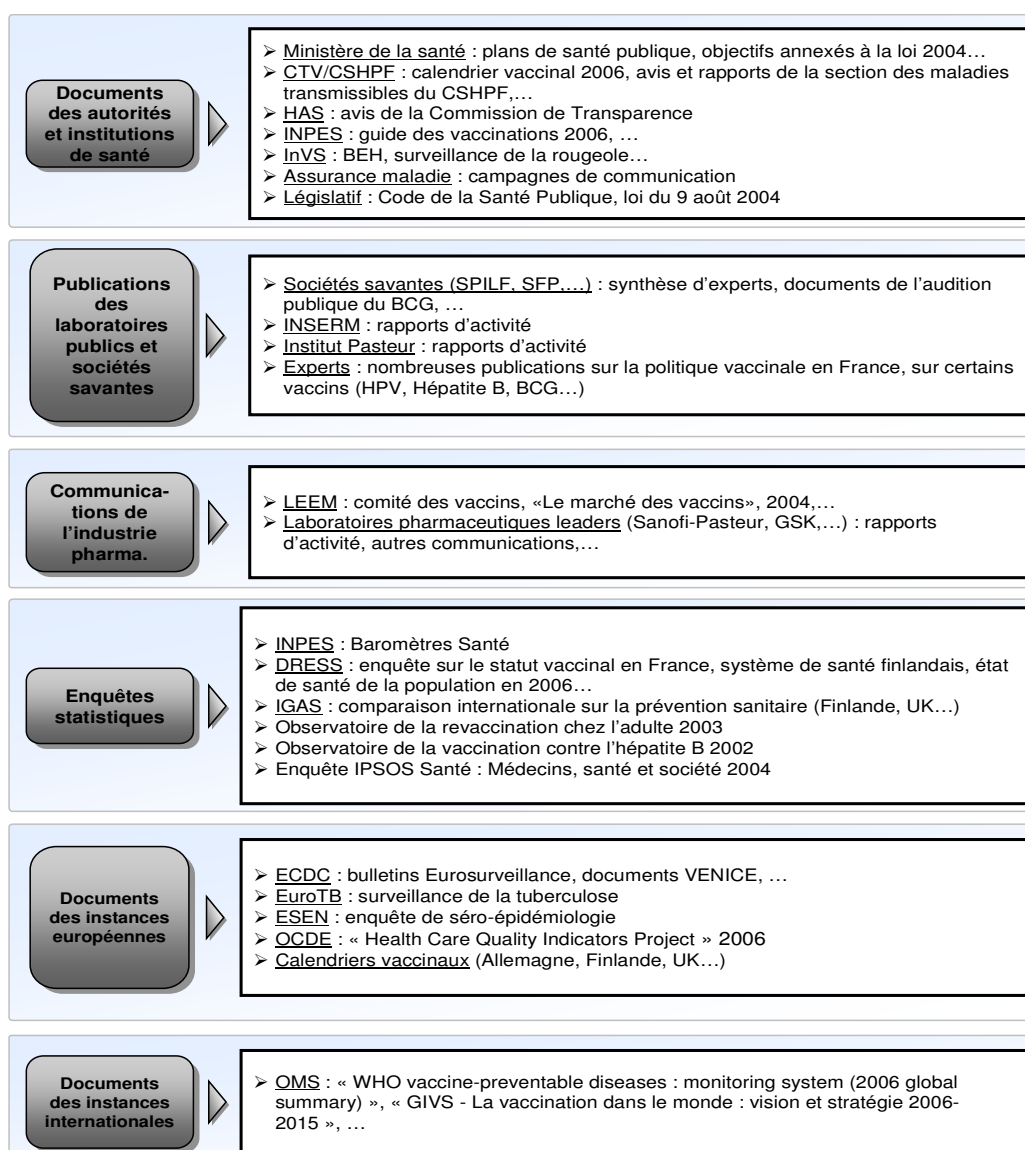 Documents
des autorités
et institutions
de santé
➢ Ministère de la santé : plans de santé publique, objectifs annexés à la loi 2004…
➢ CTV/CSHPF : calendrier vaccinal 2006, avis et rapports de la section des maladies
transmissibles du CSHPF,…
➢ HAS : avis de la Commission de Transparence
➢ INPES : guide des vaccinations 2006, …
➢ InVS : BEH, surveillance de la rougeole…
➢ Assurance maladie : campagnes de communication
➢ Législatif : Code de la Santé Publique, loi du 9 août 2004
Publications
des
laboratoires
publics et
sociétés
savantes
➢ Sociétés savantes (SPILF, SFP,…) : synthèse d’experts, documents de l’audition
publique du BCG, …
➢ INSERM : rapports d’activité
➢ Institut Pasteur : rapports d’activité
➢ Experts : nombreuses publications sur la politique vaccinale en France, sur certains
vaccins (HPV, Hépatite B, BCG…)
Communica-
tions de
l’industrie
pharma.
➢ LEEM : comité des vaccins, «Le marché des vaccins», 2004,…
➢ Laboratoires pharmaceutiques leaders (Sanofi-Pasteur, GSK,…) : rapports
d’activité, autres communications,…
Enquêtes
statistiques
➢ INPES : Baromètres Santé
➢ DRESS : enquête sur le statut vaccinal en France, système de santé finlandais, état
de santé de la population en 2006…
➢ IGAS : comparaison internationale sur la prévention sanitaire (Finlande, UK…)
➢ Observatoire de la revaccination chez l’adulte 2003
➢ Observatoire de la vaccination contre l’hépatite B 2002
➢ Enquête IPSOS Santé : Médecins, santé et société 2004
Documents
des instances
européennes
➢ ECDC : bulletins Eurosurveillance, documents VENICE, …
➢ EuroTB : surveillance de la tuberculose
➢ ESEN : enquête de séro-épidémiologie
➢ OCDE : « Health Care Quality Indicators Project » 2006
➢ Calendriers vaccinaux (Allemagne, Finlande, UK…)
Documents
des instances
internationales
➢ OMS : « WHO vaccine-preventable diseases : monitoring system (2006 global
summary) », « GIVS - La vaccination dans le monde : vision et stratégie 2006-
2015 », …